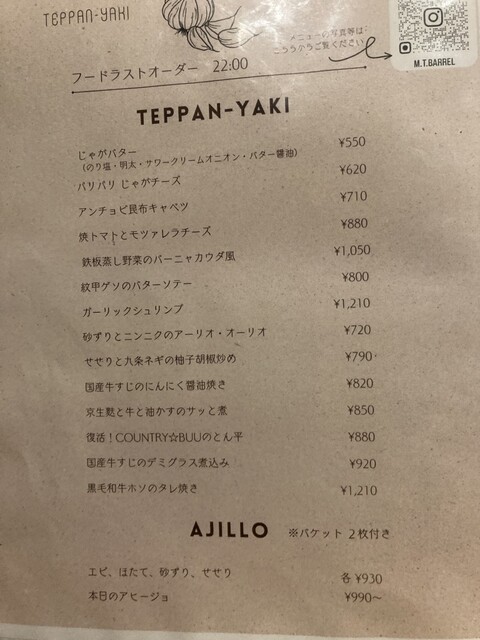 TEPPAN-YAKI
メニューの写真等は
こちらからご覧ください
M.T.BARREL
フードラストオーダー 22:00
TEPPAN-YAKI
じゃがバター ¥550
(のり塩・明太・サワークリームオニオン・バター醤油)
パリパリ じゃがチーズ ¥620
アンチョビ昆布キャベツ ¥710
焼トマトとモツァレラチーズ ¥880
鉄板蒸し野菜のバーニャカウダ風 ¥1,050
紋甲ゲソのバターソテー ¥800
ガーリックシュリンプ ¥1,210
砂ずりとニンニクのアーリオ・オーリオ ¥720
せせりと九条ネギの柚子胡椒炒め ¥790
国産牛すじのにんにく醤油焼き ¥820
京生麩と牛と油かすのサッと煮 ¥850
復活！COUNTRY☆BUUのとん平 ¥880
国産牛すじのデミグラス煮込み ¥920
黒毛和牛ホソのタレ焼き ¥1,210
AJILLO ※バケット 2枚付き
エビ、ほたて、砂ずり、せせり 各 ¥930
本日のアヒージョ ¥990〜